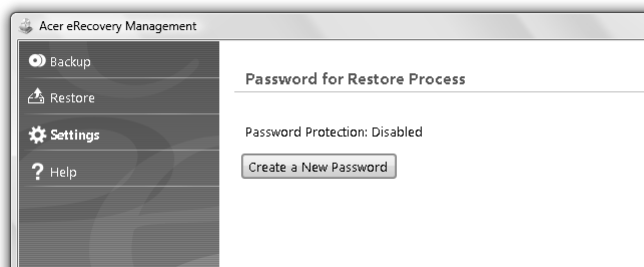 Acer eRecovery Management
Backup
Restore
Settings
Help
Password for Restore Process
Password Protection: Disabled
Create a New Password